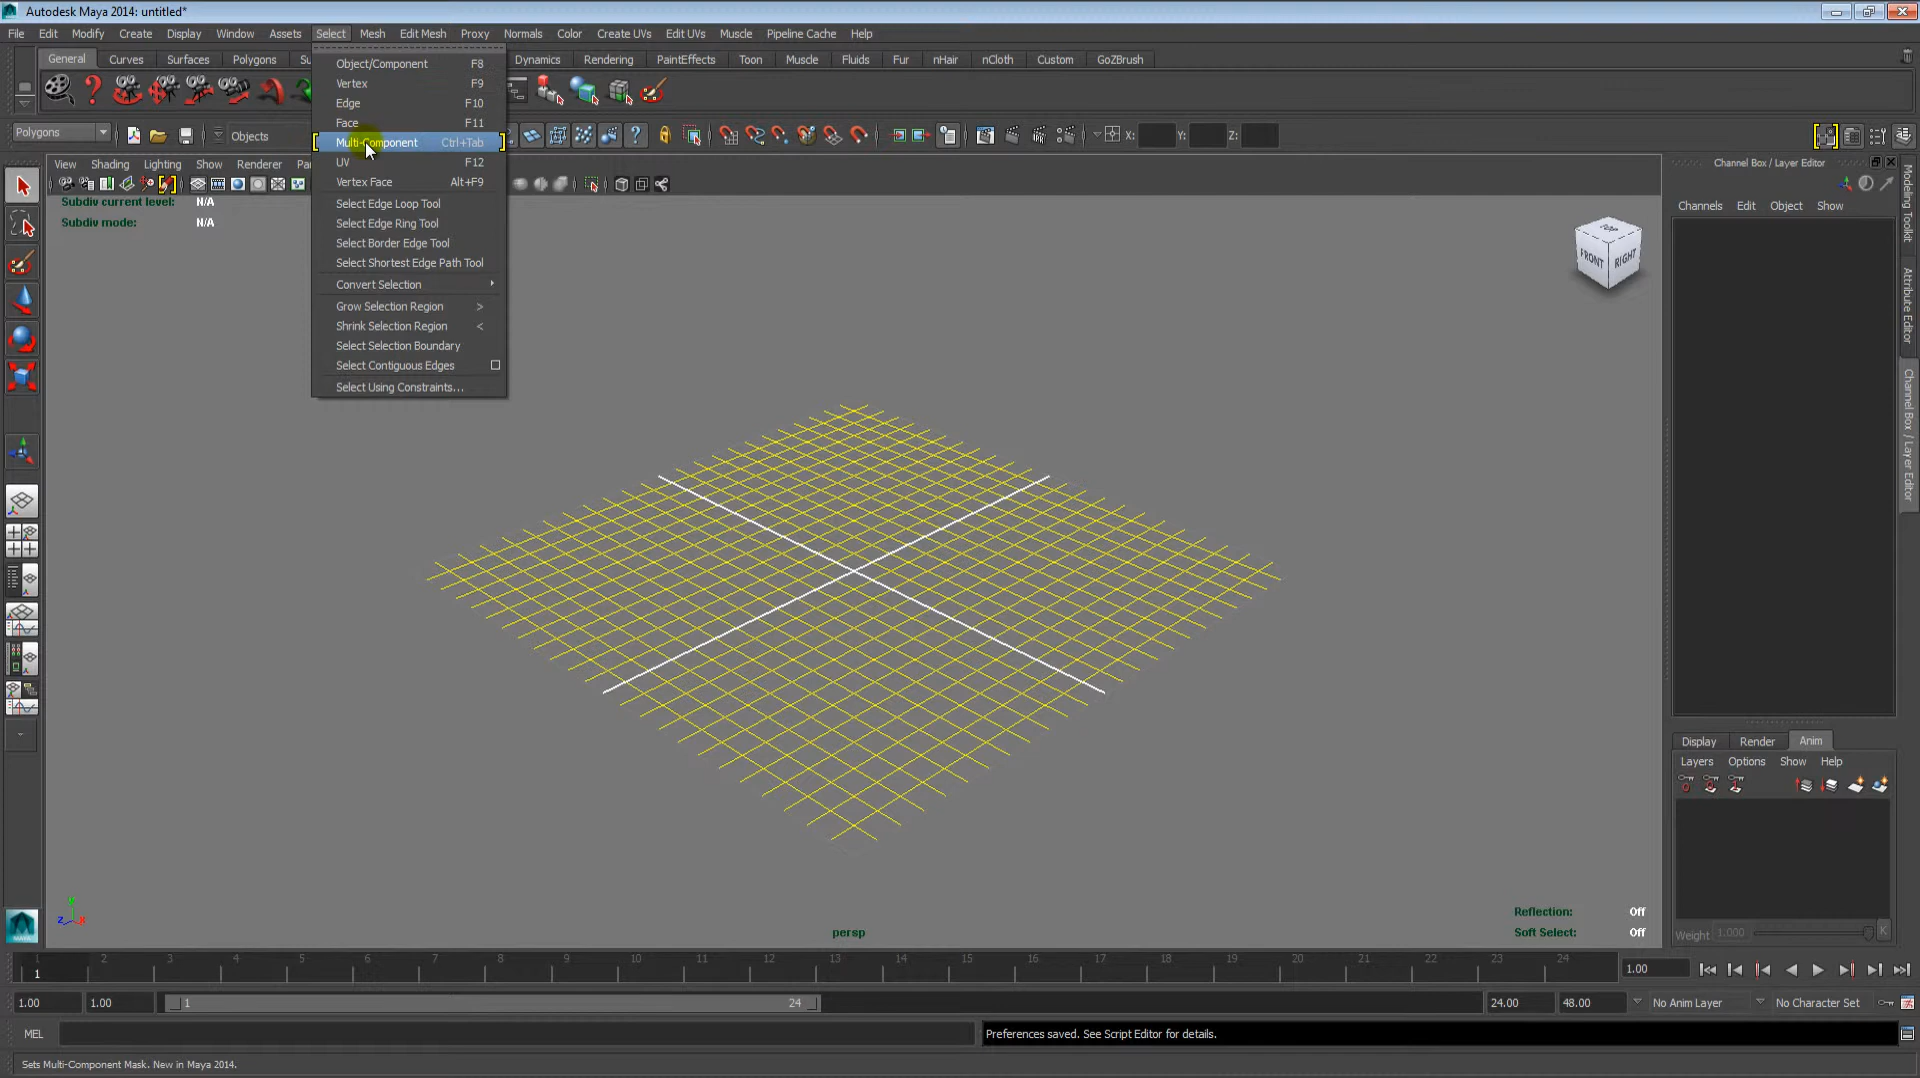 Autodesk Maya 2014: untitled*
File Edit Modify Create Display Window Assets Select Mesh Edit Mesh Proxy Normals Color Create UVs Edit UVs Muscle Pipeline Cache Help
General Curves Surfaces Polygons Dynamics Rendering PaintEffects Toon Muscle Fluids Fur nHair nCloth Custom GoZBrush
Object/Component F8
Vertex F9
Edge F10
Face F11
Multi-Component Ctrl+Tab
UV F12
Vertex Face Alt+F9
Select Edge Loop Tool
Select Edge Ring Tool
Select Border Edge Tool
Select Shortest Edge Path Tool
Convert Selection
Grow Selection Region >
Shrink Selection Region <
Select Selection Boundary
Select Contiguous Edges
Select Using Constraints...
Polygons Objects X: Y: Z:
View Shading Lighting Show Renderer
Subdiv current level: N/A
Subdiv mode: N/A
TOP
FRONT RIGHT
Channel Box / Layer Editor
Channels Edit Object Show
Modeling Toolkit
Attribute Editor
Channel Box / Layer Editor
Display Render Anim
Layers Options Show Help
Weight 1.000 K
Reflection: Off
Soft Select: Off
persp
y
z x
MAYA
1 2 3 4 5 6 7 8 9 10 11 12 13 14 15 16 17 18 19 20 21 22 23 24
1 1.00
1.00 1.00 1 24 24.00 48.00 No Anim Layer No Character Set
MEL Preferences saved. See Script Editor for details.
Sets Multi-Component Mask. New in Maya 2014.